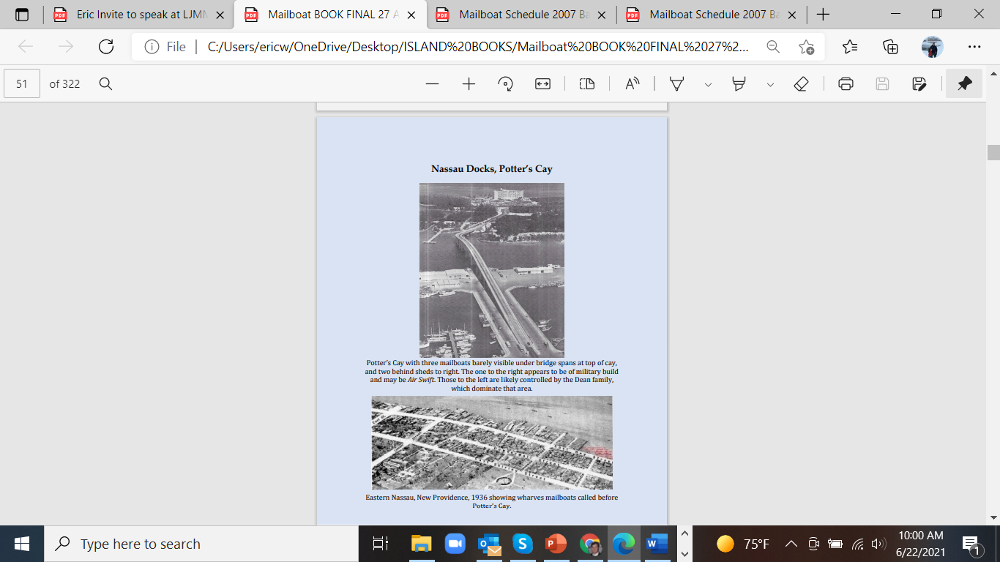 Eric Invite to speak at LJMM
Mailboat BOOK FINAL 27 A
Mailboat Schedule 2007 Ba
Mailboat Schedule 2007 Ba
File
C:/Users/ericw/OneDrive/Desktop/ISLAND%20BOOKS/Mailboat%20BOOK%20FINAL%2027%2...
51 of 322
Nassau Docks, Potter's Cay
Potter's Cay with three mailboats barely visible under bridge spans at top of cay,
and two behind sheds to right. The one to the right appears to be of military build
and may be Air Swift. Those to the left are likely controlled by the Dean family,
which dominate that area.
Eastern Nassau, New Providence, 1936 showing wharves mailboats called before
Potter's Cay.
Type here to search
75°F
10:00 AM
6/22/2021
1